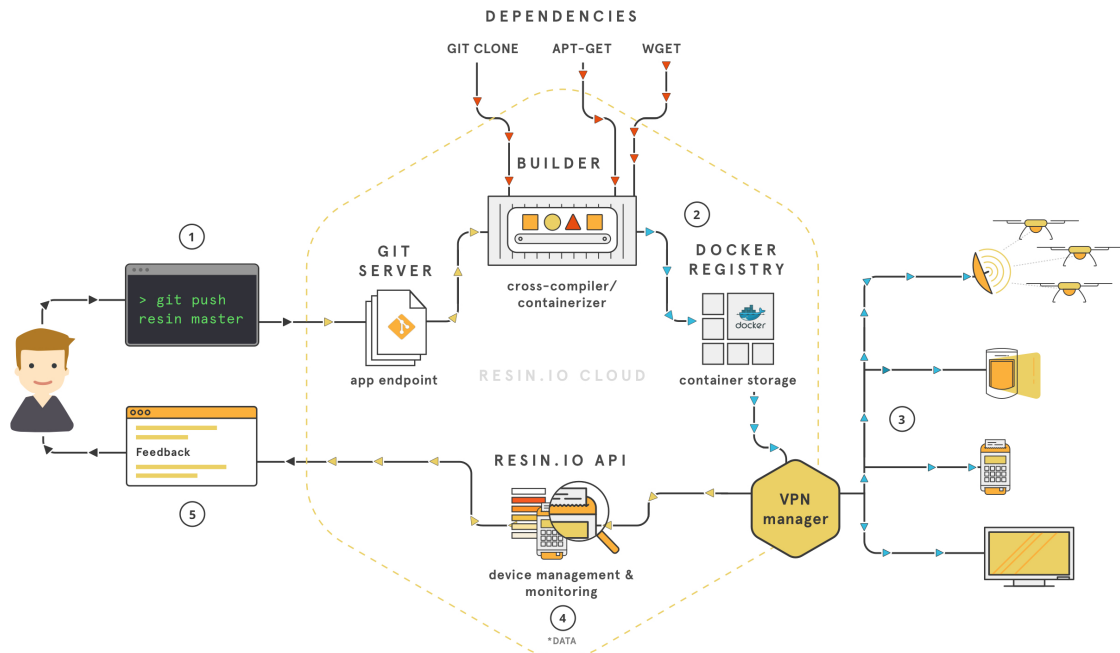 DEPENDENCIES
GIT CLONE
APT-GET
WGET
BUILDER
1
2
GIT
SERVER
DOCKER
REGISTRY
> git push
resin master
cross-compiler/
containerizer
docker
app endpoint
RESIN.IO CLOUD
container storage
3
Feedback
RESIN.IO API
VPN
manager
5
device management &
monitoring
4
*DATA